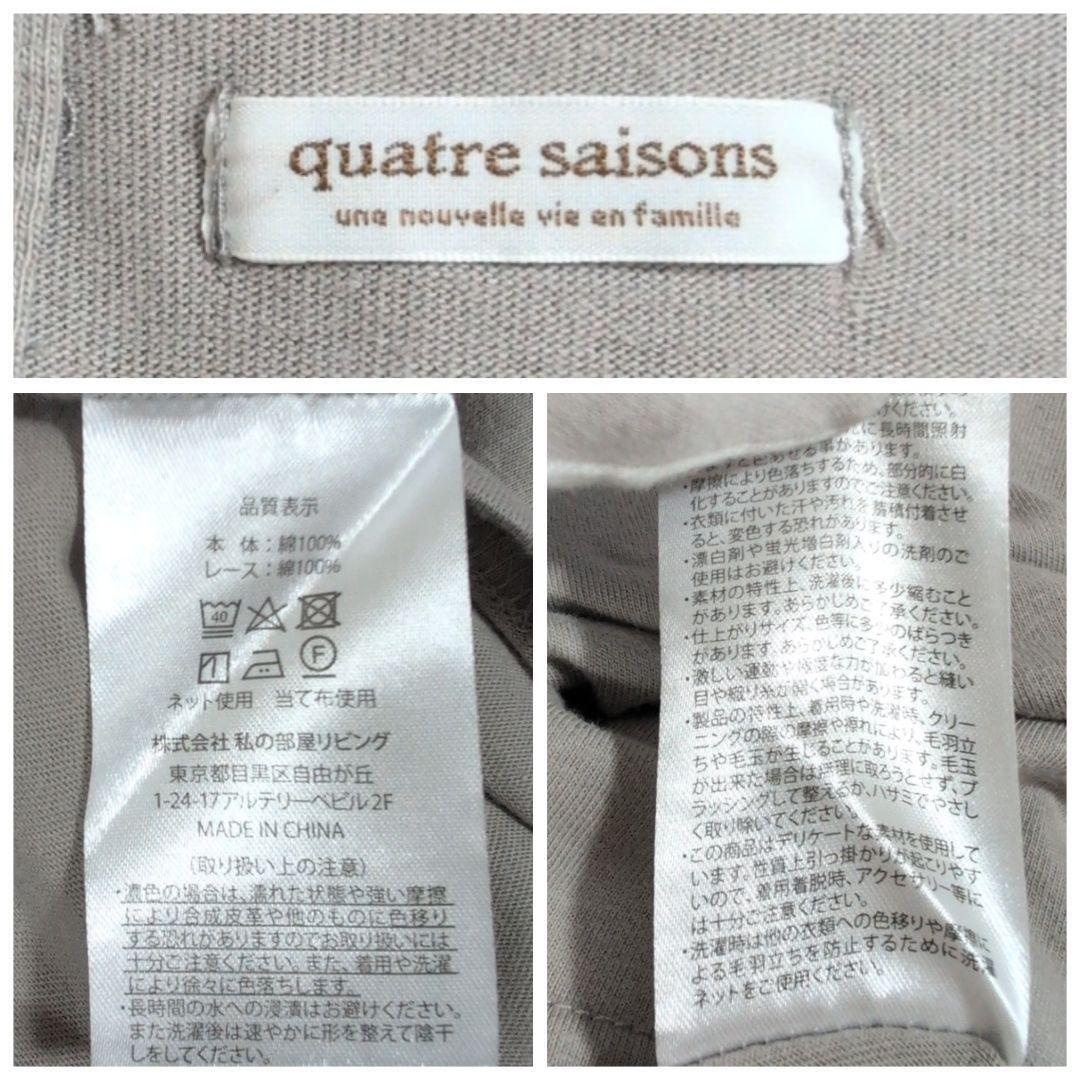 quatre saisons
une nouvelle vie en famille
品質表示
本 体：綿100%
レース：綿100%
40
F
ネット使用 当て布使用
株式会社 私の部屋リビング
東京都目黒区自由が丘
1-24-17アルテリーベビル2F
MADE IN CHINA
（取り扱い上の注意）
・濃色の場合は、濡れた状態や強い摩擦
により合成皮革や他のものに色移り
する恐れがありますのでお取り扱いには
十分ご注意ください。また、着用や洗濯
により徐々に色落ちします。
・長時間の水への浸漬はお避けください。
また洗濯後は速やかに形を整えて陰干
しをしてください。
けください。
に長時間照射
色あせる事があります。
・摩擦により色落ちするため、部分的に白
化することがありますのでご注意ください。
・衣類に付いた汗や汚れを蓄積付着させ
ると、変色する恐れがあります。
・漂白剤や蛍光増白剤入りの洗剤のご
使用はお避けください。
・素材の特性上、洗濯後に多少縮むこと
があります。あらかじめご了承ください。
・仕上がりサイズ、色等に多少のばらつき
があります。あらかじめご了承ください。
・激しい運動や極度な力が加わると縫い
目や織り糸が開く場合があります。
・製品の特性上、着用時や洗濯時、クリー
ニングの際の摩擦や擦れにより、毛羽立
ちや毛玉が生じることがあります。毛玉
が出来た場合は無理に取ろうとせず、ブ
ラッシングして整えるか、ハサミでやさし
く取り除いてください。
・この商品はデリケートな素材を使用して
います。性質上引っ掛かりが起こりやす
いので、着用着脱時、アクセサリー等に
は十分ご注意ください。
・洗濯時は他の衣類への色移りや摩擦に
よる毛羽立ちを防止するために洗濯
ネットをご使用ください。